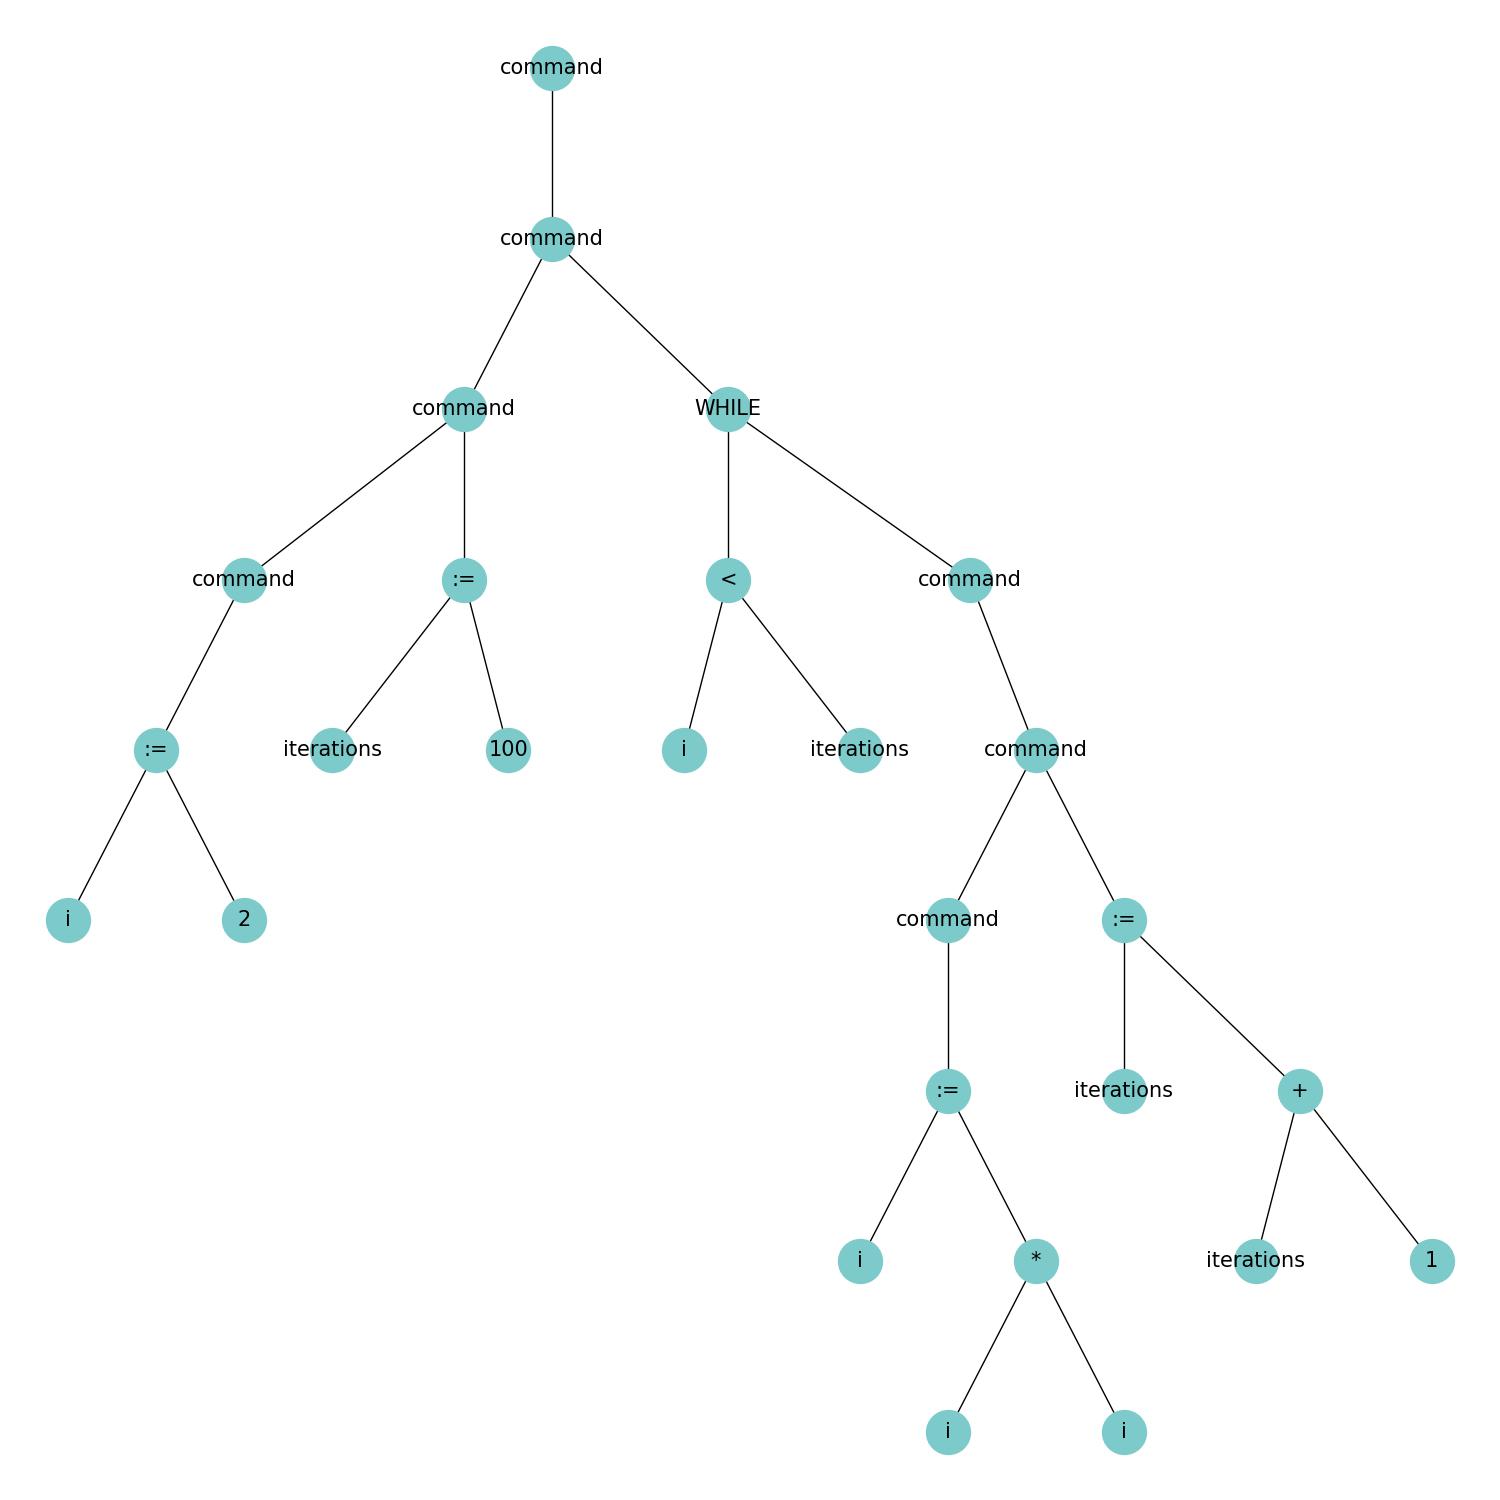 command
command
command WHILE
command := < command
:= iterations 100 i iterations command
i 2 command :=
:= iterations +
i * iterations 1
i i